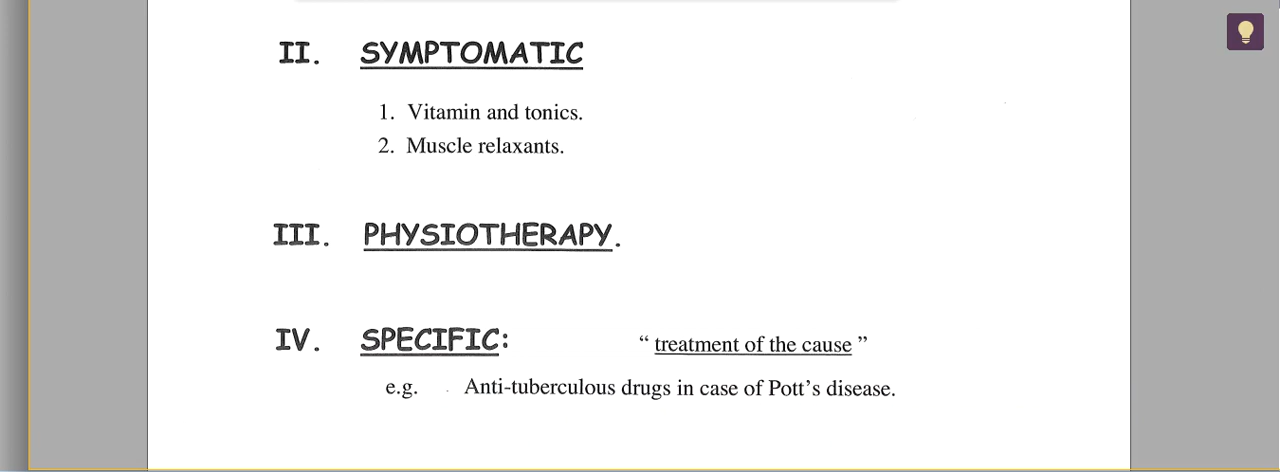 II. SYMPTOMATIC
1. Vitamin and tonics.
2. Muscle relaxants.
III. PHYSIOTHERAPY.
IV. SPECIFIC: “ treatment of the cause ”
e.g. Anti-tuberculous drugs in case of Pott’s disease.